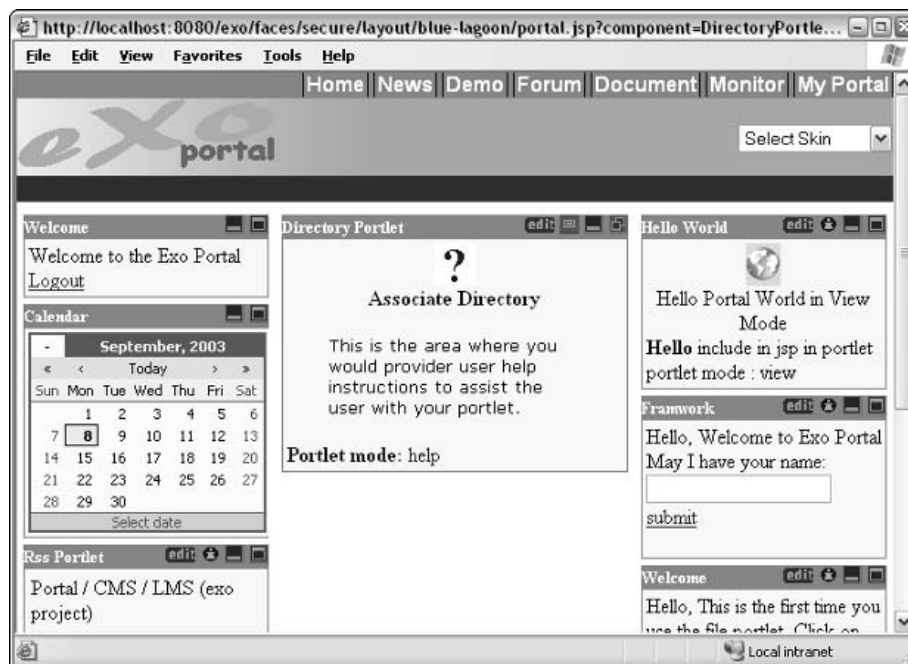 http://localhost:8080/exo/faces/secure/layout/blue-lagoon/portal.jsp?component=DirectoryPortle...
File Edit View Favorites Tools Help
Home News Demo Forum Document Monitor My Portal
eXo portal
Select Skin
Welcome
Welcome to the Exo Portal
Logout
Calendar
- September, 2003
« ‹ Today › »
Sun Mon Tue Wed Thu Fri Sat
1 2 3 4 5 6
7 8 9 10 11 12 13
14 15 16 17 18 19 20
21 22 23 24 25 26 27
28 29 30
Select date
Rss Portlet edit
Portal / CMS / LMS (exo
project)
Directory Portlet edit
?
Associate Directory
This is the area where you
would provider user help
instructions to assist the
user with your portlet.
Portlet mode: help
Hello World edit
Hello Portal World in View
Mode
Hello include in jsp in portlet
portlet mode : view
Framwork edit
Hello, Welcome to Exo Portal
May I have your name:
submit
Welcome edit
Hello, This is the first time you
use the file portlet. Click on
Local intranet